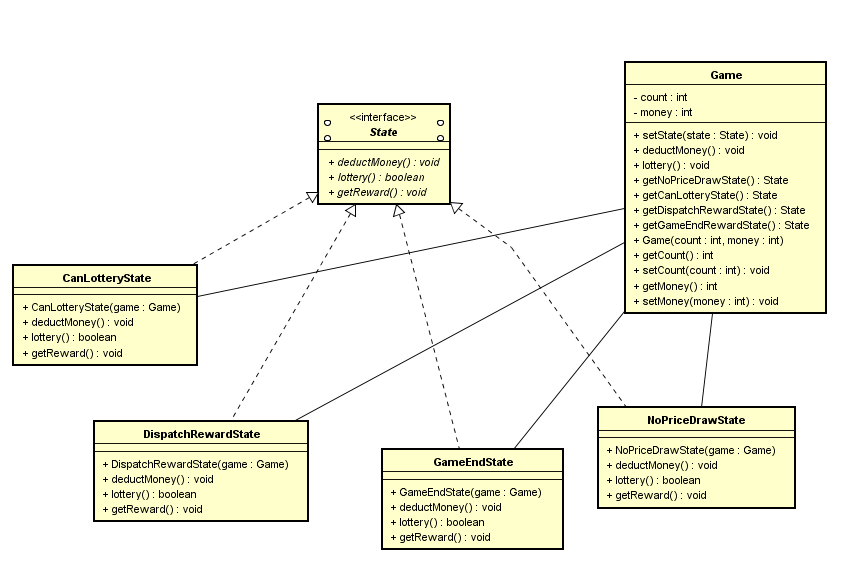 Game
- count : int
- money : int
+ setState(state : State) : void
+ deductMoney() : void
+ lottery() : void
+ getNoPriceDrawState() : State
+ getCanLotteryState() : State
+ getDispatchRewardState() : State
+ getGameEndRewardState() : State
+ Game(count : int, money : int)
+ getCount() : int
+ setCount(count : int) : void
+ getMoney() : int
+ setMoney(money : int) : void
<<interface>>
State
+ deductMoney() : void
+ lottery() : boolean
+ getReward() : void
CanLotteryState
+ CanLotteryState(game : Game)
+ deductMoney() : void
+ lottery() : boolean
+ getReward() : void
DispatchRewardState
+ DispatchRewardState(game : Game)
+ deductMoney() : void
+ lottery() : boolean
+ getReward() : void
GameEndState
+ GameEndState(game : Game)
+ deductMoney() : void
+ lottery() : boolean
+ getReward() : void
NoPriceDrawState
+ NoPriceDrawState(game : Game)
+ deductMoney() : void
+ lottery() : boolean
+ getReward() : void